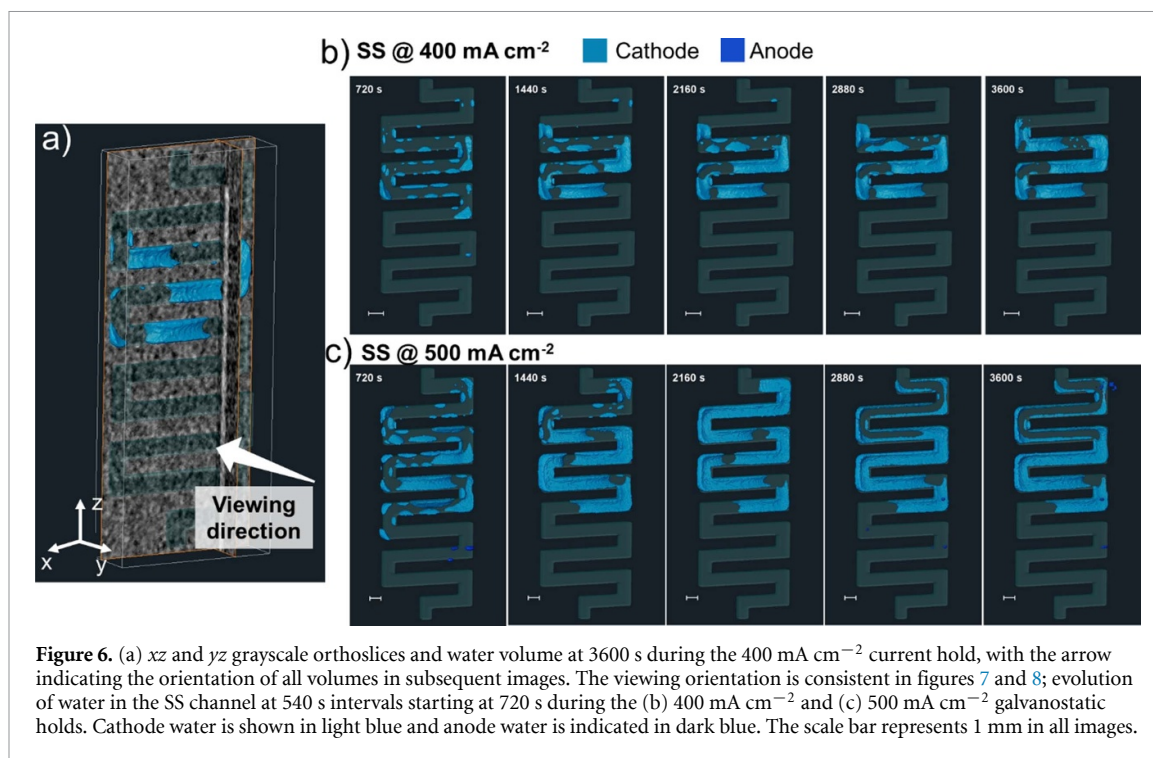 a)
Viewing
direction
z
x
y
b) SS @ 400 mA cm-2 Cathode Anode
720 s 1440 s 2160 s 2880 s 3600 s
c) SS @ 500 mA cm-2
720 s 1440 s 2160 s 2880 s 3600 s
Figure 6. (a) xz and yz grayscale orthoslices and water volume at 3600 s during the 400 mA cm−2 current hold, with the arrow
indicating the orientation of all volumes in subsequent images. The viewing orientation is consistent in figures 7 and 8; evolution
of water in the SS channel at 540 s intervals starting at 720 s during the (b) 400 mA cm−2 and (c) 500 mA cm−2 galvanostatic
holds. Cathode water is shown in light blue and anode water is indicated in dark blue. The scale bar represents 1 mm in all images.